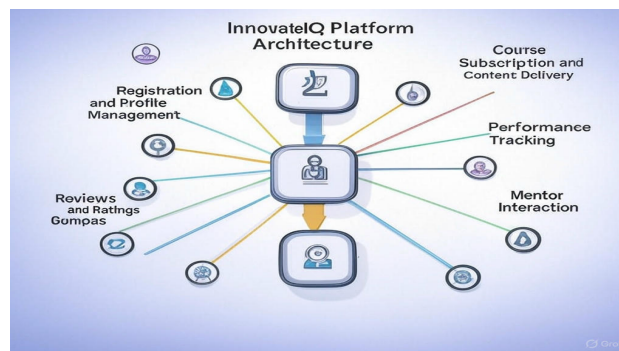 InnovateIQ Platform
Architecture
Course
Subscription and
Content Delivery
Registration
and Profile
Management
Performance
Tracking
Reviews
and Ratings
Gompas
Mentor
Interaction